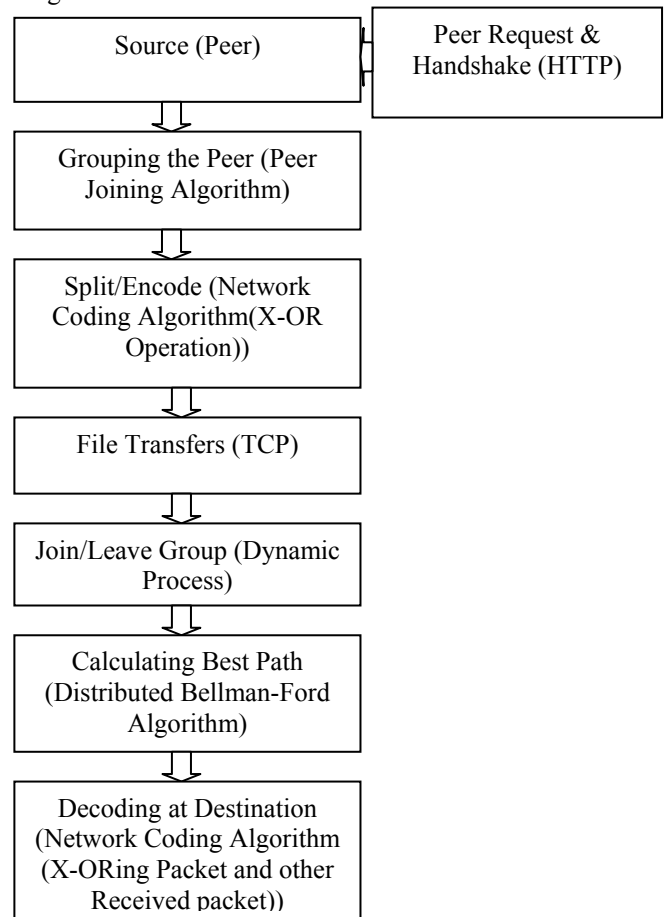 Source (Peer)
Peer Request &
Handshake (HTTP)
Grouping the Peer (Peer
Joining Algorithm)
Split/Encode (Network
Coding Algorithm(X-OR
Operation))
File Transfers (TCP)
Join/Leave Group (Dynamic
Process)
Calculating Best Path
(Distributed Bellman-Ford
Algorithm)
Decoding at Destination
(Network Coding Algorithm
(X-ORing Packet and other
Received packet))